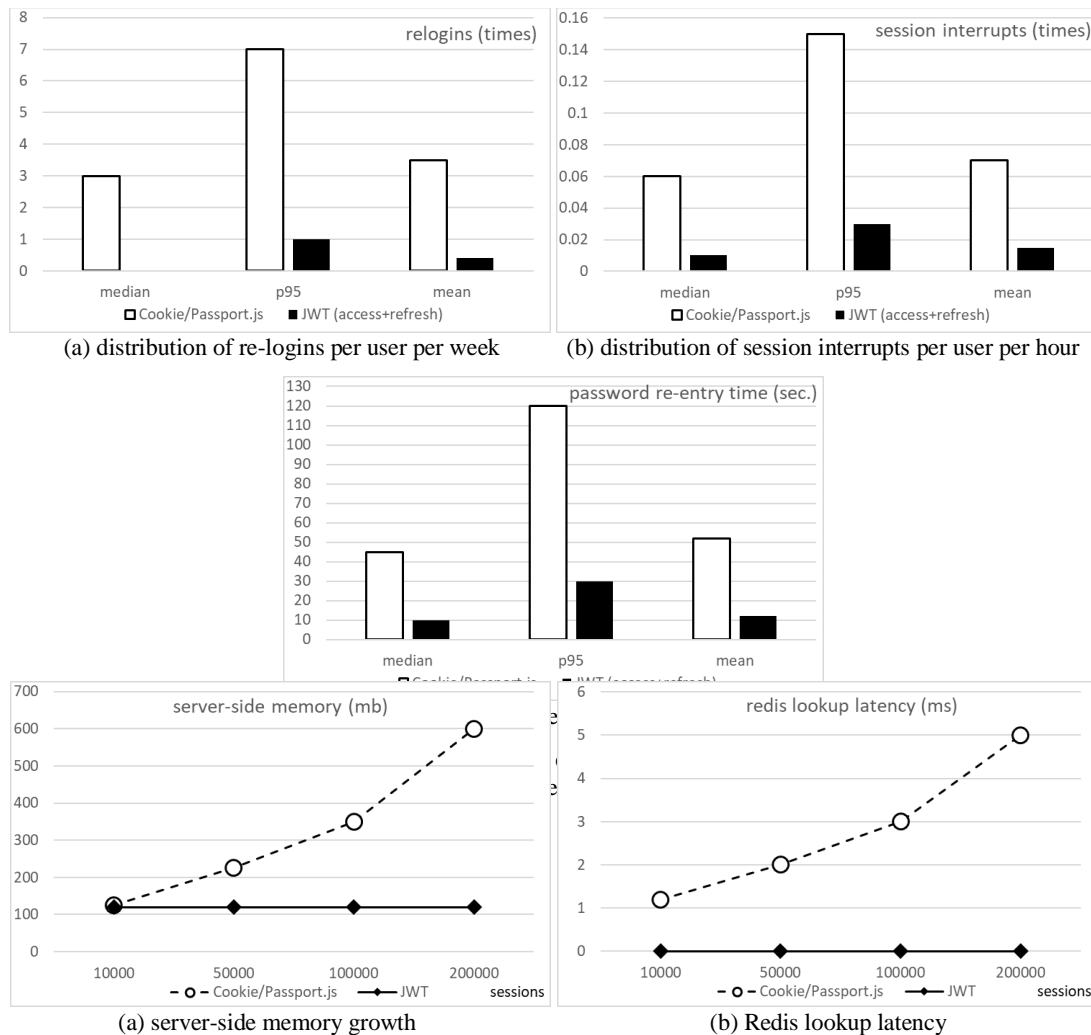 relogins (times)
8
7
6
5
4
3
2
1
0
median p95 mean
Cookie/Passport.js JWT (access+refresh)
(a) distribution of re-logins per user per week
session interrupts (times)
0.16
0.14
0.12
0.1
0.08
0.06
0.04
0.02
0
median p95 mean
Cookie/Passport.js JWT (access+refresh)
(b) distribution of session interrupts per user per hour
password re-entry time (sec.)
130
120
110
100
90
80
70
60
50
40
30
20
10
0
median p95 mean
Cookie/Passport.js JWT (access+refresh)
server-side memory (mb)
700
600
500
400
300
200
100
0
10000 50000 100000 200000
Cookie/Passport.js JWT sessions
(a) server-side memory growth
redis lookup latency (ms)
6
5
4
3
2
1
0
10000 50000 100000 200000
Cookie/Passport.js JWT sessions
(b) Redis lookup latency